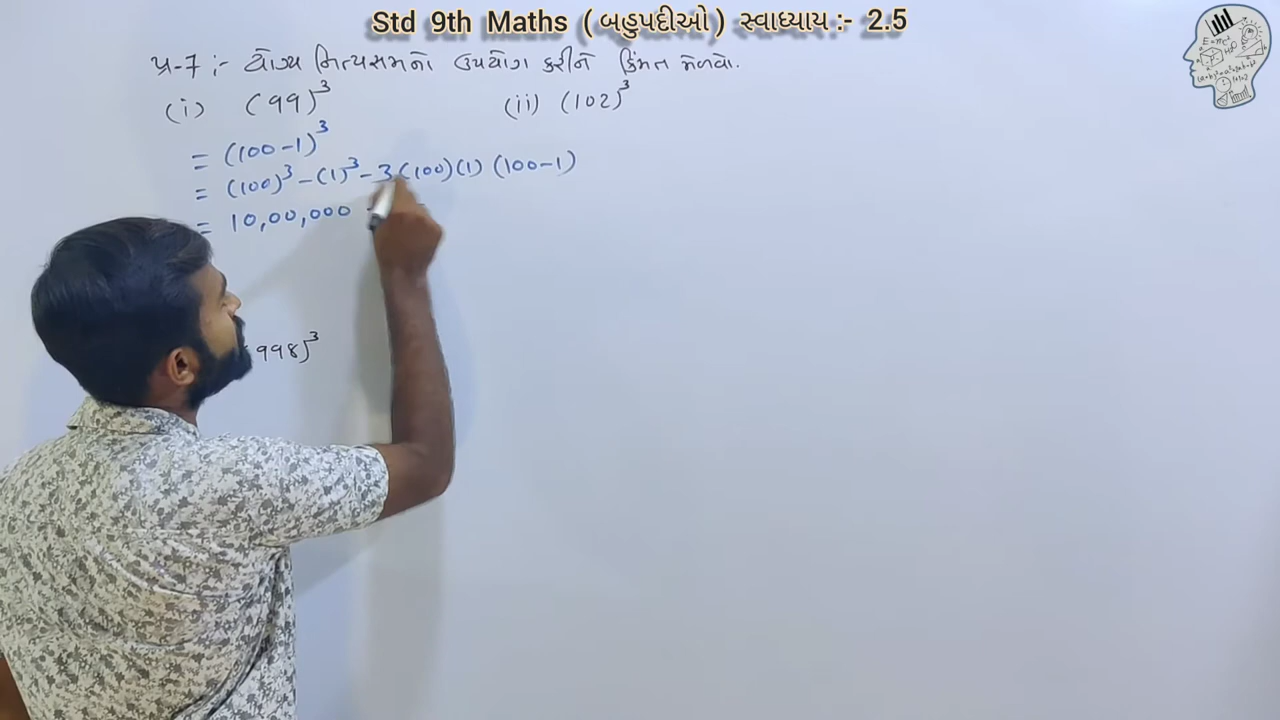 Std 9th Maths ( બહુપદીઓ ) સ્વાધ્યાય :- 2.5
પ્ર-7 :- યોગ્ય નિત્યસમનો ઉપયોગ કરીને કિંમત મેળવો.
(i) (99)³ (ii) (102)³
= (100-1)³
= (100)³ - (1)³ - 3(100)(1) (100-1)
= 10,00,000
998)³